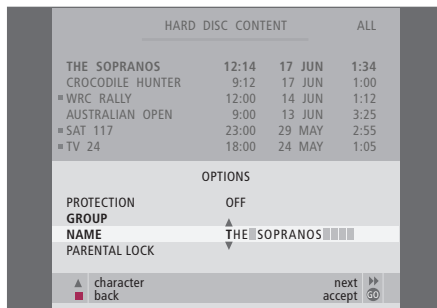 HARD DISC CONTENT ALL
THE SOPRANOS 12:14 17 JUN 1:34
CROCODILE HUNTER 9:12 17 JUN 1:00
WRC RALLY 12:00 14 JUN 1:12
AUSTRALIAN OPEN 9:00 13 JUN 3:25
SAT 117 23:00 29 MAY 2:55
TV 24 18:00 24 MAY 1:05
OPTIONS
PROTECTION OFF
GROUP
NAME THE SOPRANOS
PARENTAL LOCK
character next
back accept GO